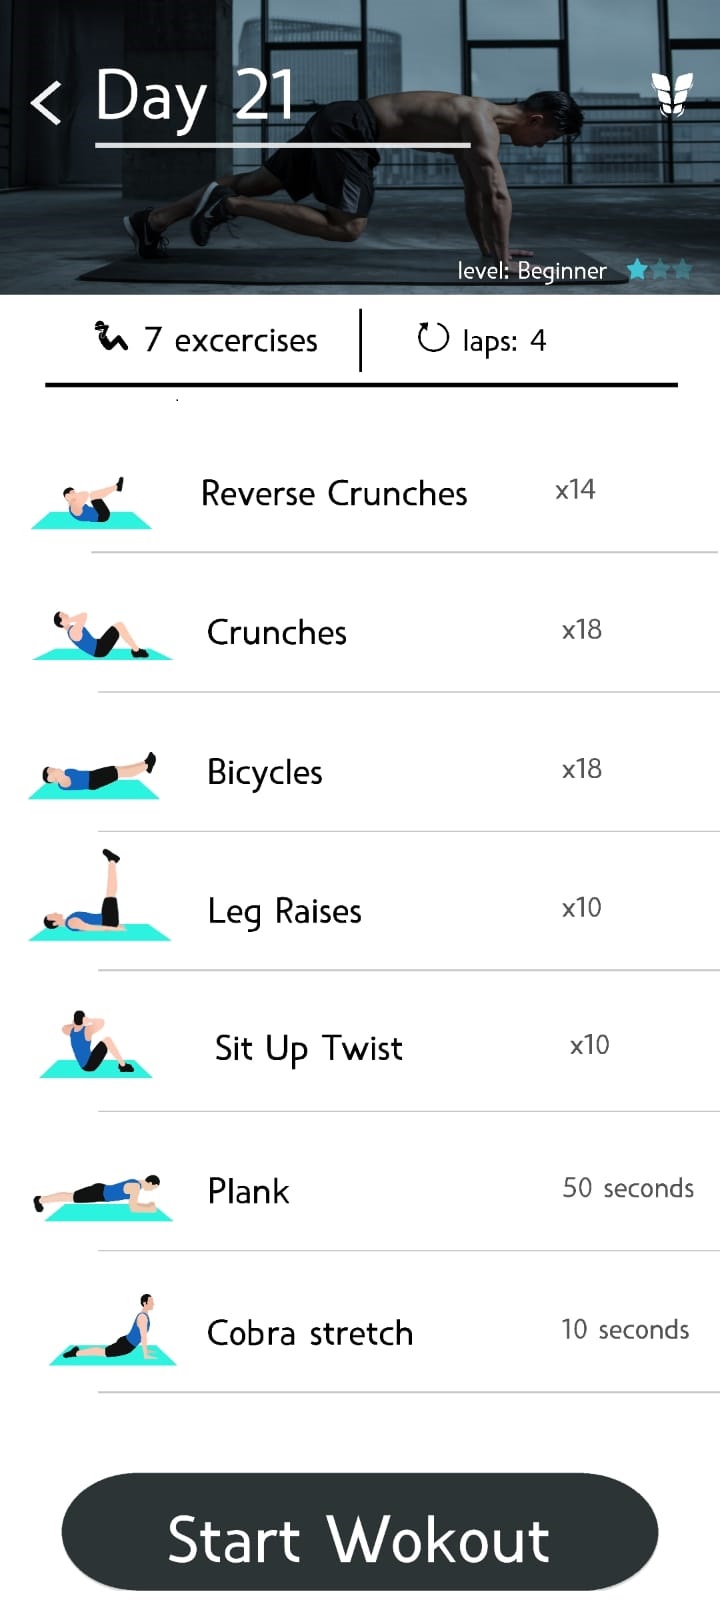 Day 21
level: Beginner
7 excercises
laps: 4
Reverse Crunches x14
Crunches x18
Bicycles x18
Leg Raises x10
Sit Up Twist x10
Plank 50 seconds
Cobra stretch 10 seconds
Start Wokout